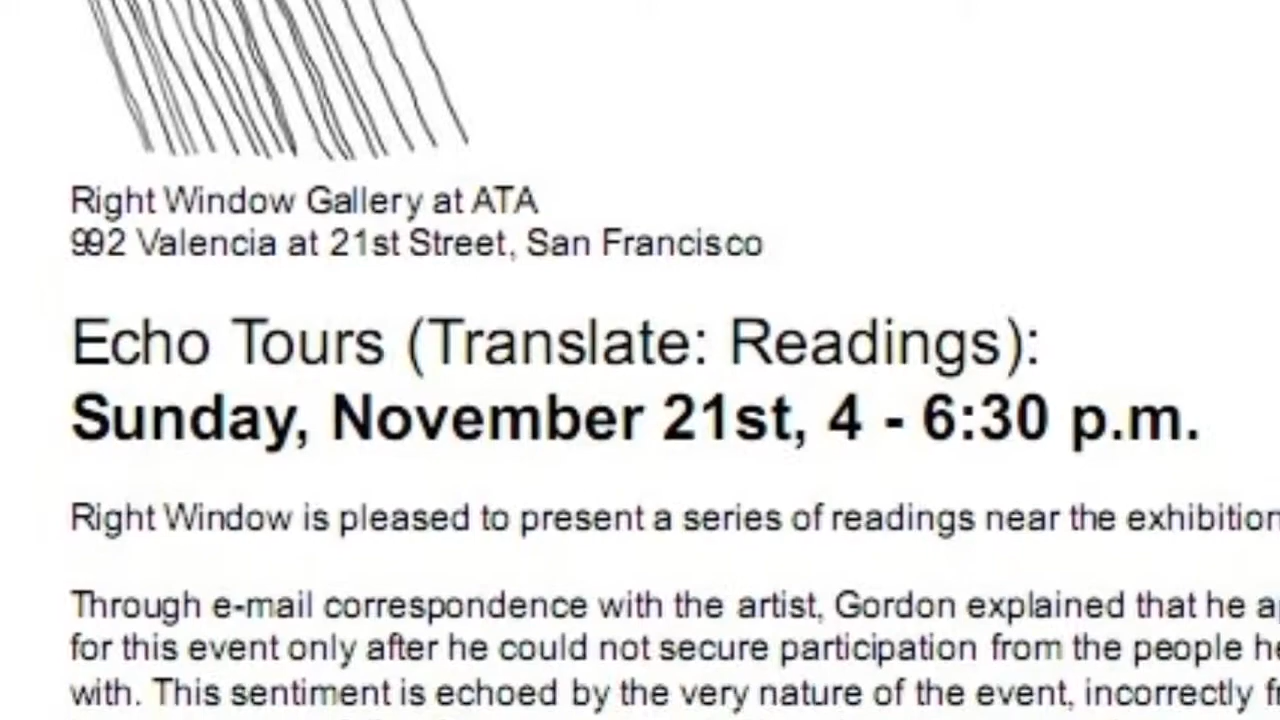 Right Window Gallery at ATA
992 Valencia at 21st Street, San Francisco
Echo Tours (Translate: Readings):
Sunday, November 21st, 4 - 6:30 p.m.
Right Window is pleased to present a series of readings near the exhibition
Through e-mail correspondence with the artist, Gordon explained that he
for this event only after he could not secure participation from the people
with. This sentiment is echoed by the very nature of the event, incorrectly